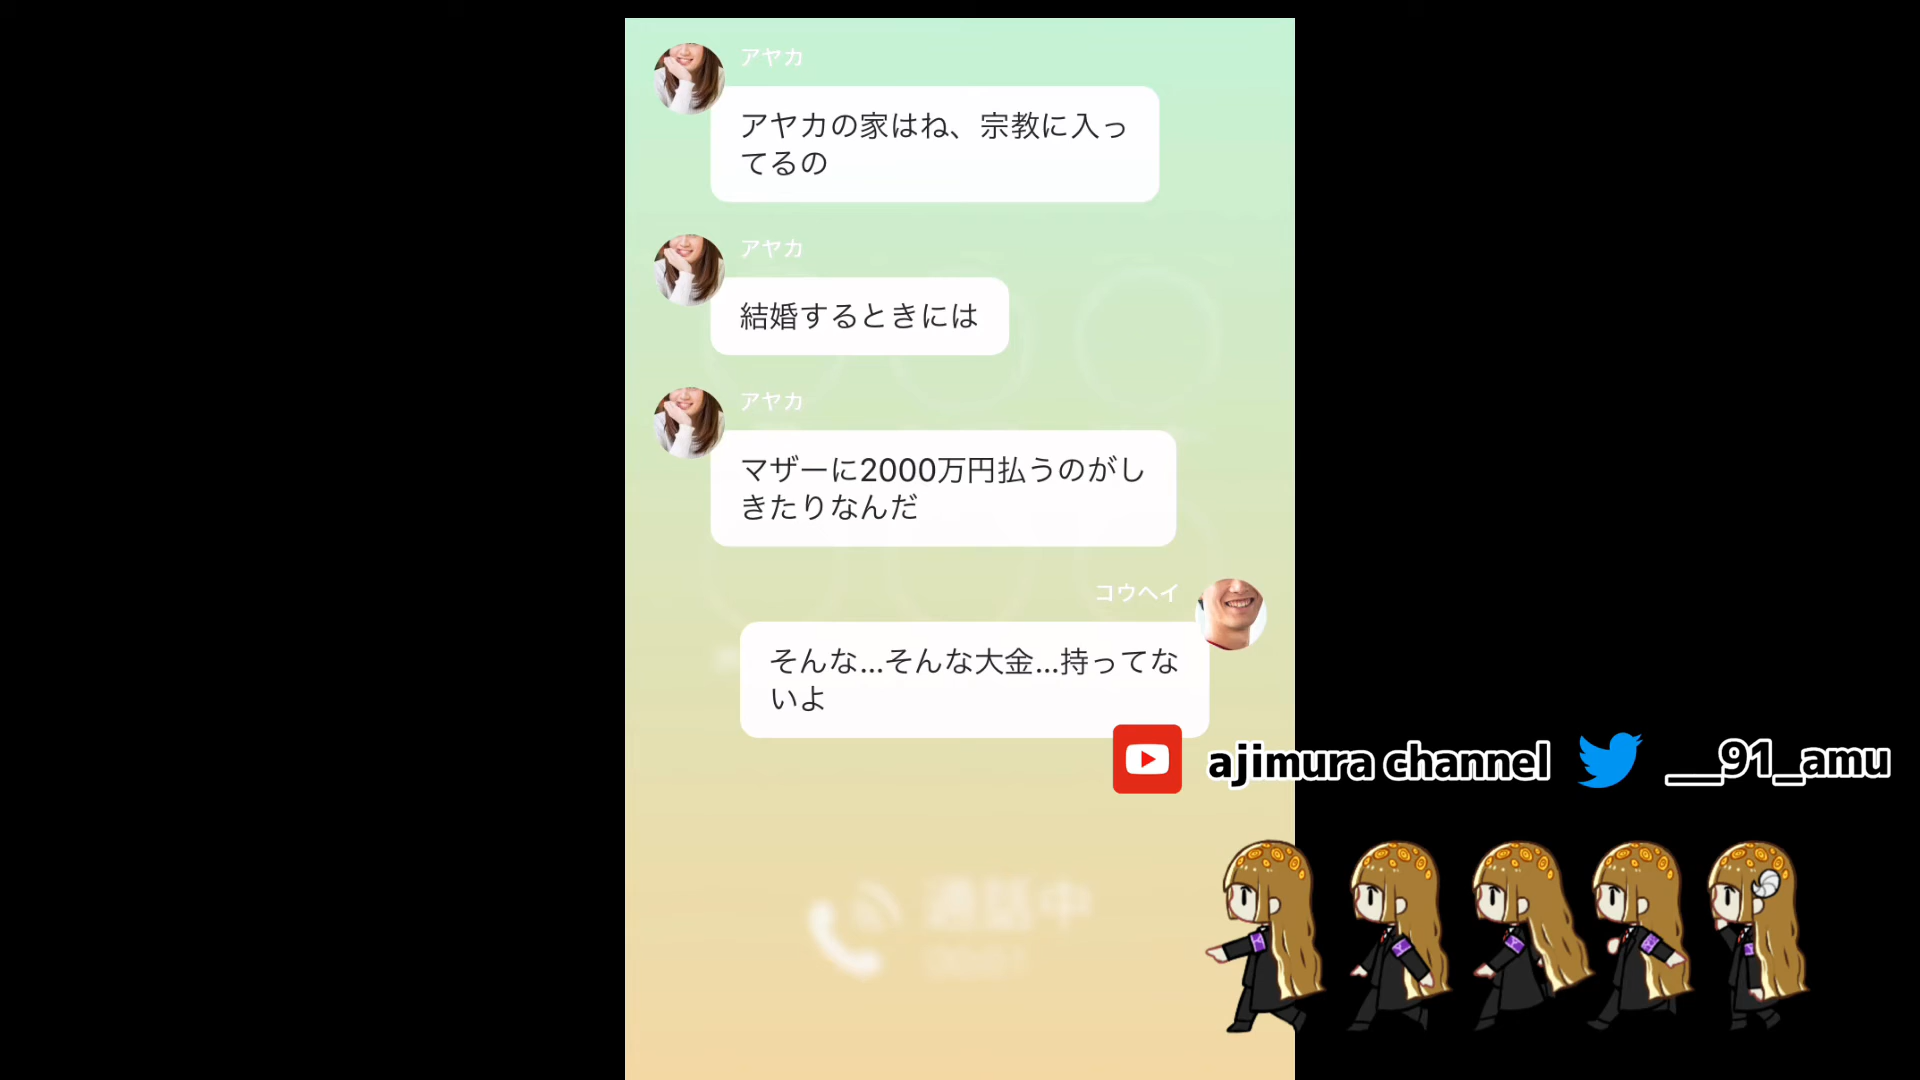 アヤカ
アヤカの家はね、宗教に入っ
てるの
アヤカ
結婚するときには
アヤカ
マザーに2000万円払うのがし
きたりなんだ
コウヘイ
そんな...そんな大金...持ってな
いよ
ajimura channel
__91_amu
通話中